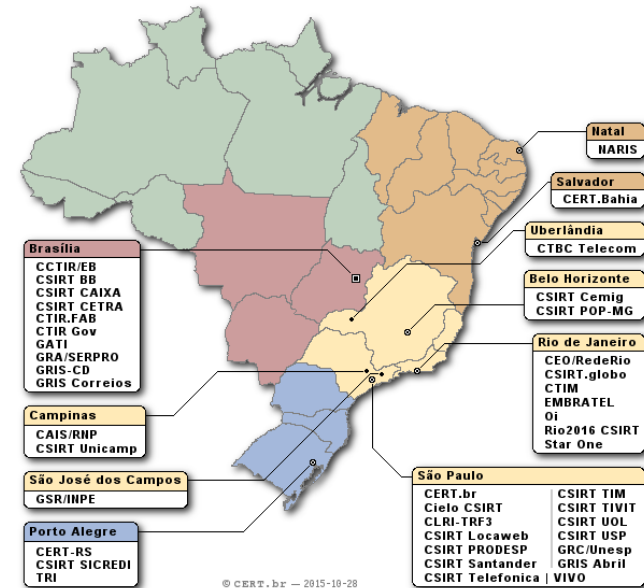 Natal
NARIS
Salvador
CERT.Bahia
Uberlândia
CTBC Telecom
Brasília
CCTIR/EB
CSIRT BB
CSIRT CAIXA
CSIRT CETRA
CTIR.FAB
CTIR Gov
GATI
GRA/SERPRO
GRIS-CD
GRIS Correios
Belo Horizonte
CSIRT Cemig
CSIRT POP-MG
Rio de Janeiro
CEO/RedeRio
CSIRT.globo
CTIM
EMBRATEL
Oi
Rio2016 CSIRT
Star One
Campinas
CAIS/RNP
CSIRT Unicamp
São José dos Campos
GSR/INPE
São Paulo
CERT.br
Cielo CSIRT
CLRI-TRF3
CSIRT Locaweb
CSIRT PRODESP
CSIRT Santander
CSIRT Telefonica | VIVO
CSIRT TIM
CSIRT TIVIT
CSIRT UOL
CSIRT USP
GRC/Unesp
GRIS Abril
Porto Alegre
CERT-RS
CSIRT SICREDI
TRI
© CERT.br — 2015-10-28